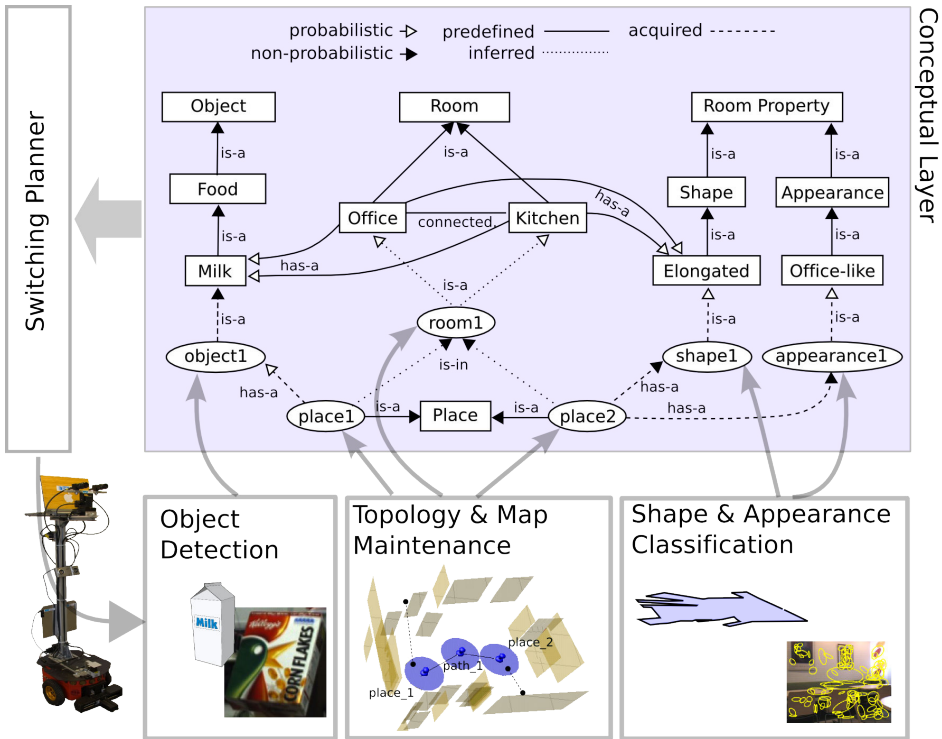 Conceptual Layer
Switching Planner
probabilistic predefined acquired
non-probabilistic inferred
Object Room Room Property
is-a is-a is-a is-a
Food Shape Appearance
has-a
Office connected Kitchen
is-a is-a is-a
has-a
Milk Elongated Office-like
is-a
is-a room1 is-a is-a
object1 is-in shape1 appearance1
has-a has-a
place1 is-a Place is-a place2 has-a
Object
Detection
Topology & Map
Maintenance
Shape & Appearance
Classification
Milk
Kellogg's
CORN FLAKES
place_2
path_1
place_1